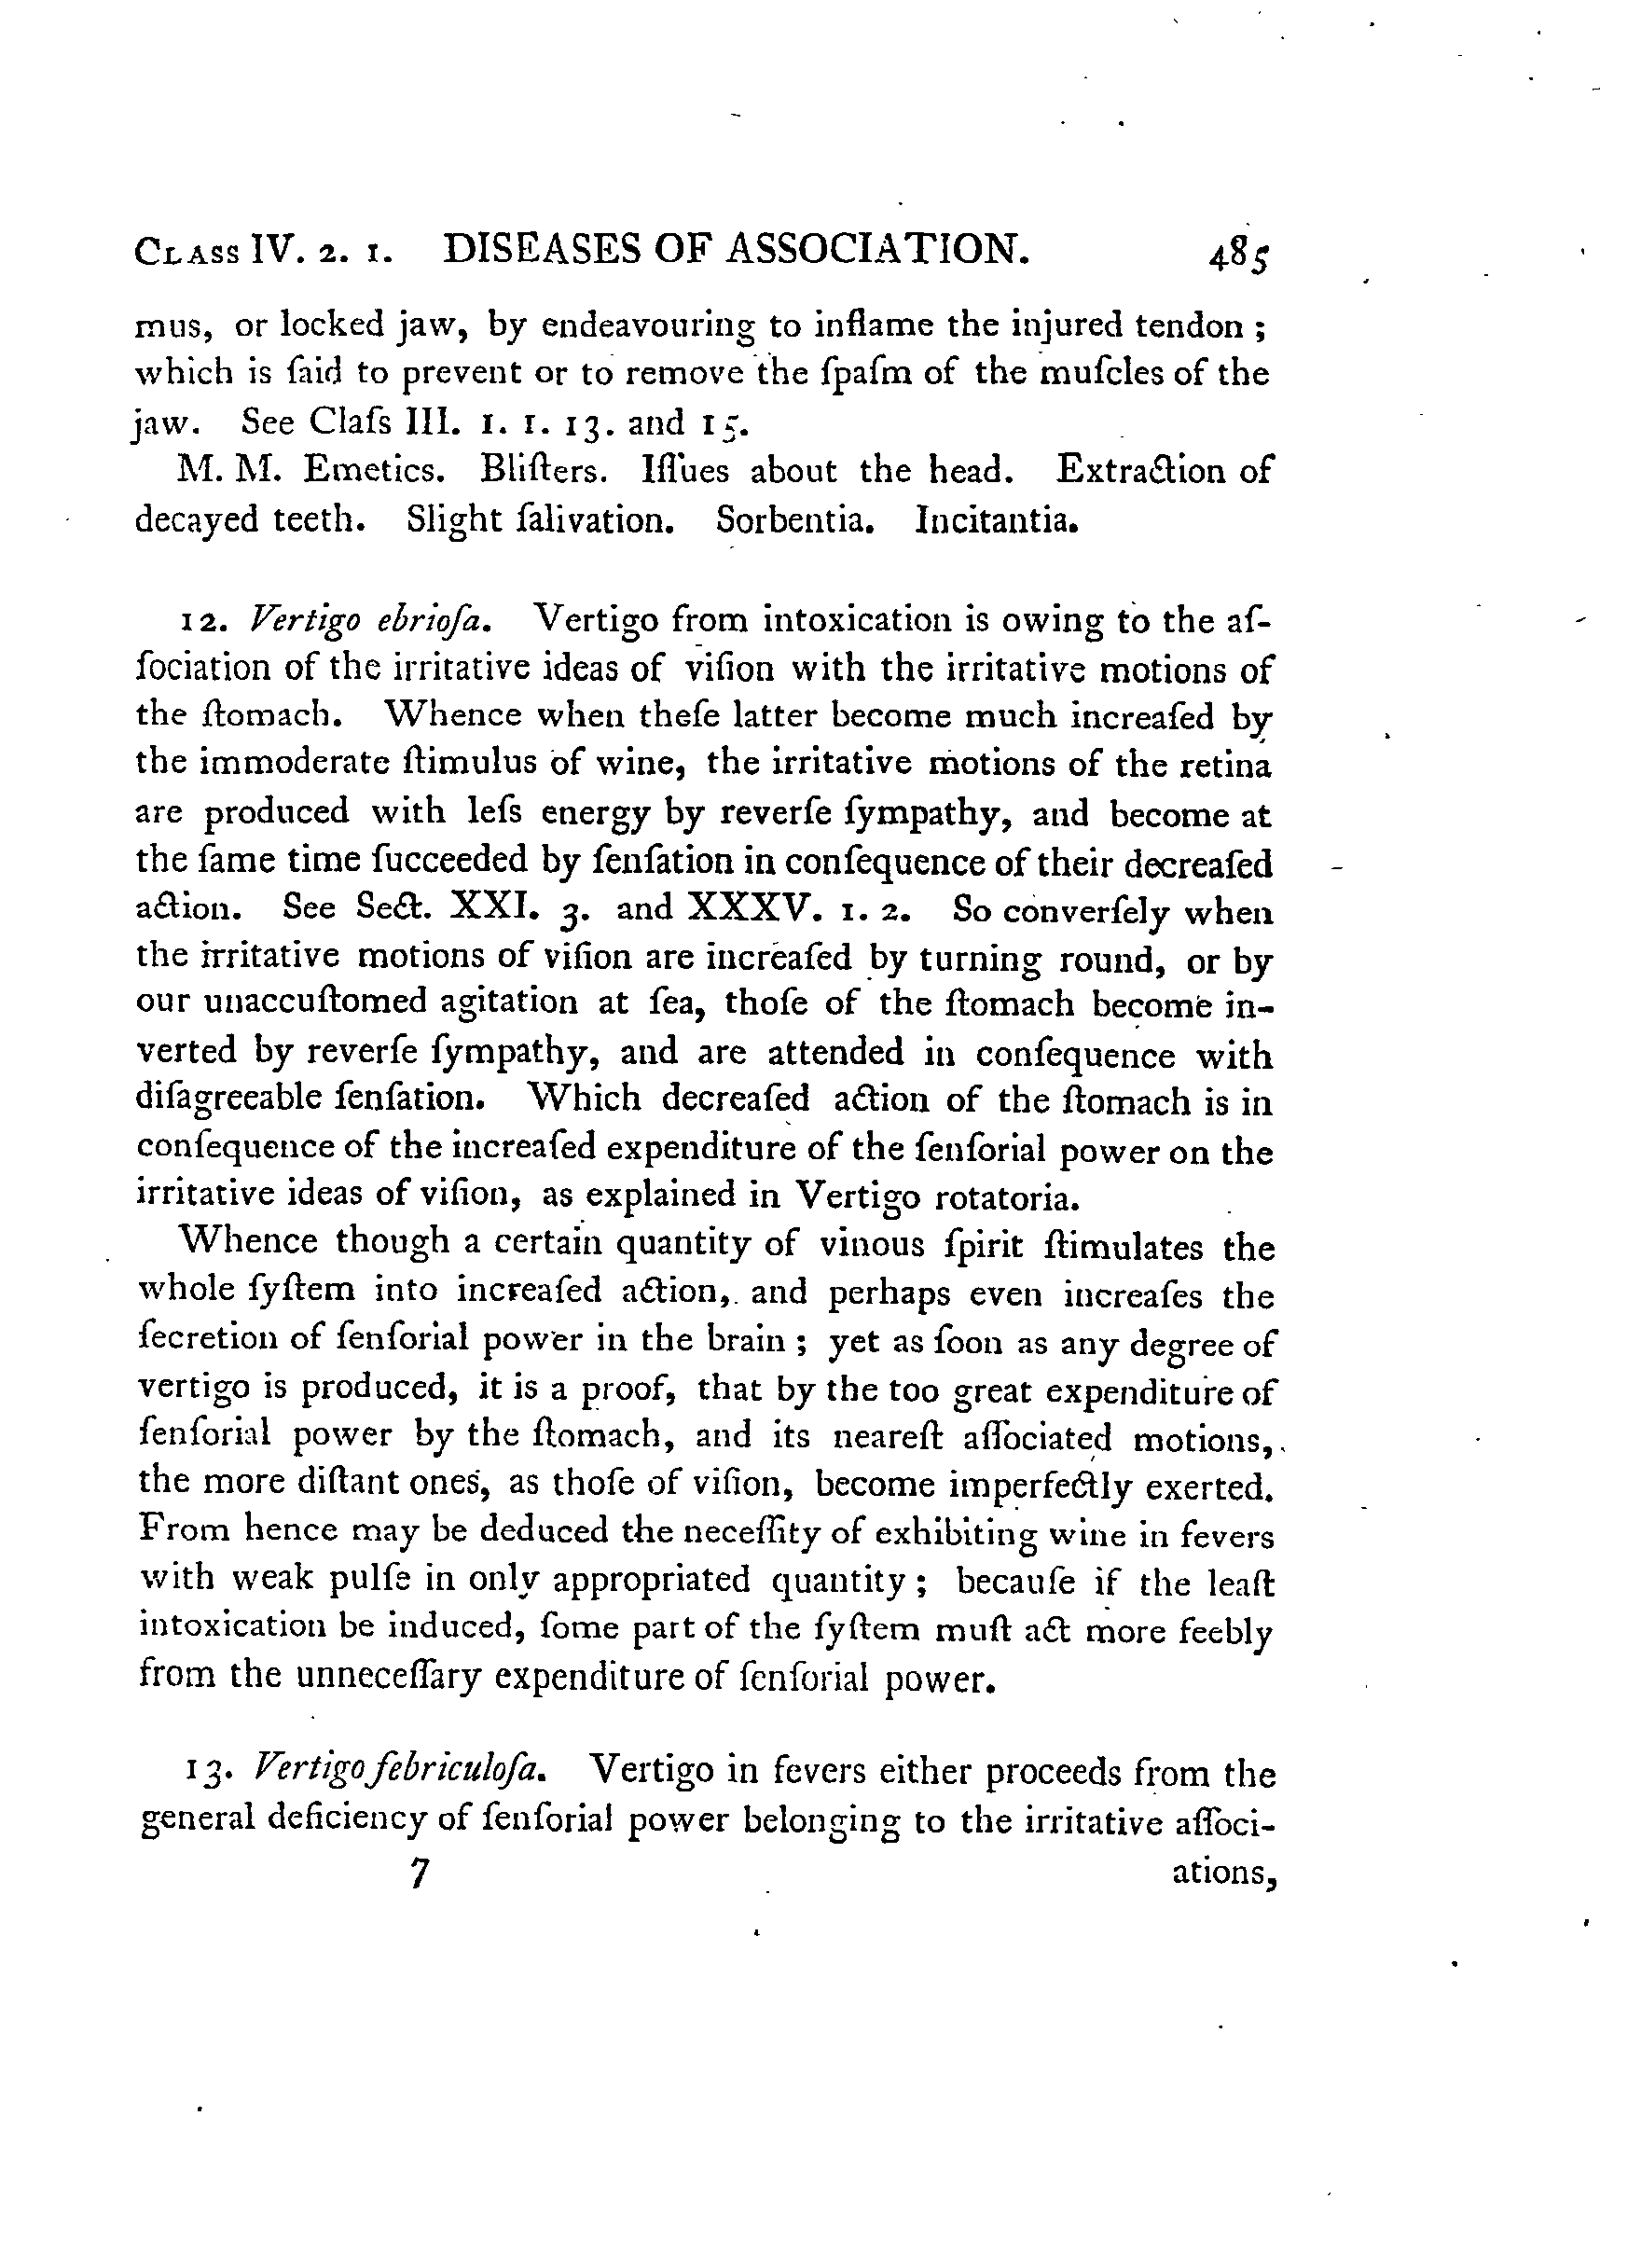 CLASS IV. 2. 1. DISEASES OF ASSOCIATION. 485
mus, or locked jaw, by endeavouring to inflame the injured tendon ;
which is ſaid to prevent or to remove the ſpaſm of the muſcles of the
jaw. See Claſs III. 1. 1. 13. and 15.
M. M. Emetics. Bliſters. Iſſues about the head. Extraction of
decayed teeth. Slight ſalivation. Sorbentia. Incitantia.
12. Vertigo ebrioſa. Vertigo from intoxication is owing to the aſ-
ſociation of the irritative ideas of viſion with the irritative motions of
the ſtomach. Whence when theſe latter become much increaſed by
the immoderate ſtimulus of wine, the irritative motions of the retina
are produced with leſs energy by reverſe ſympathy, and become at
the ſame time ſucceeded by ſenſation in conſequence of their decreaſed
action. See Sect. XXI. 3. and XXXV. 1. 2. So converſely when
the irritative motions of viſion are increaſed by turning round, or by
our unaccuſtomed agitation at ſea, thoſe of the ſtomach become in-
verted by reverſe ſympathy, and are attended in conſequence with
diſagreeable ſenſation. Which decreaſed action of the ſtomach is in
conſequence of the increaſed expenditure of the ſenſorial power on the
irritative ideas of viſion, as explained in Vertigo rotatoria.
Whence though a certain quantity of vinous ſpirit ſtimulates the
whole ſyſtem into increaſed action, and perhaps even increaſes the
ſecretion of ſenſorial power in the brain ; yet as ſoon as any degree of
vertigo is produced, it is a proof, that by the too great expenditure of
ſenſorial power by the ſtomach, and its neareſt aſſociated motions,
the more diſtant ones, as thoſe of viſion, become imperfectly exerted.
From hence may be deduced the neceſſity of exhibiting wine in fevers
with weak pulſe in only appropriated quantity ; becauſe if the leaſt
intoxication be induced, ſome part of the ſyſtem muſt act more feebly
from the unneceſſary expenditure of ſenſorial power.
13. Vertigo febriculoſa. Vertigo in fevers either proceeds from the
general deficiency of ſenſorial power belonging to the irritative aſſoci-
7 ations,